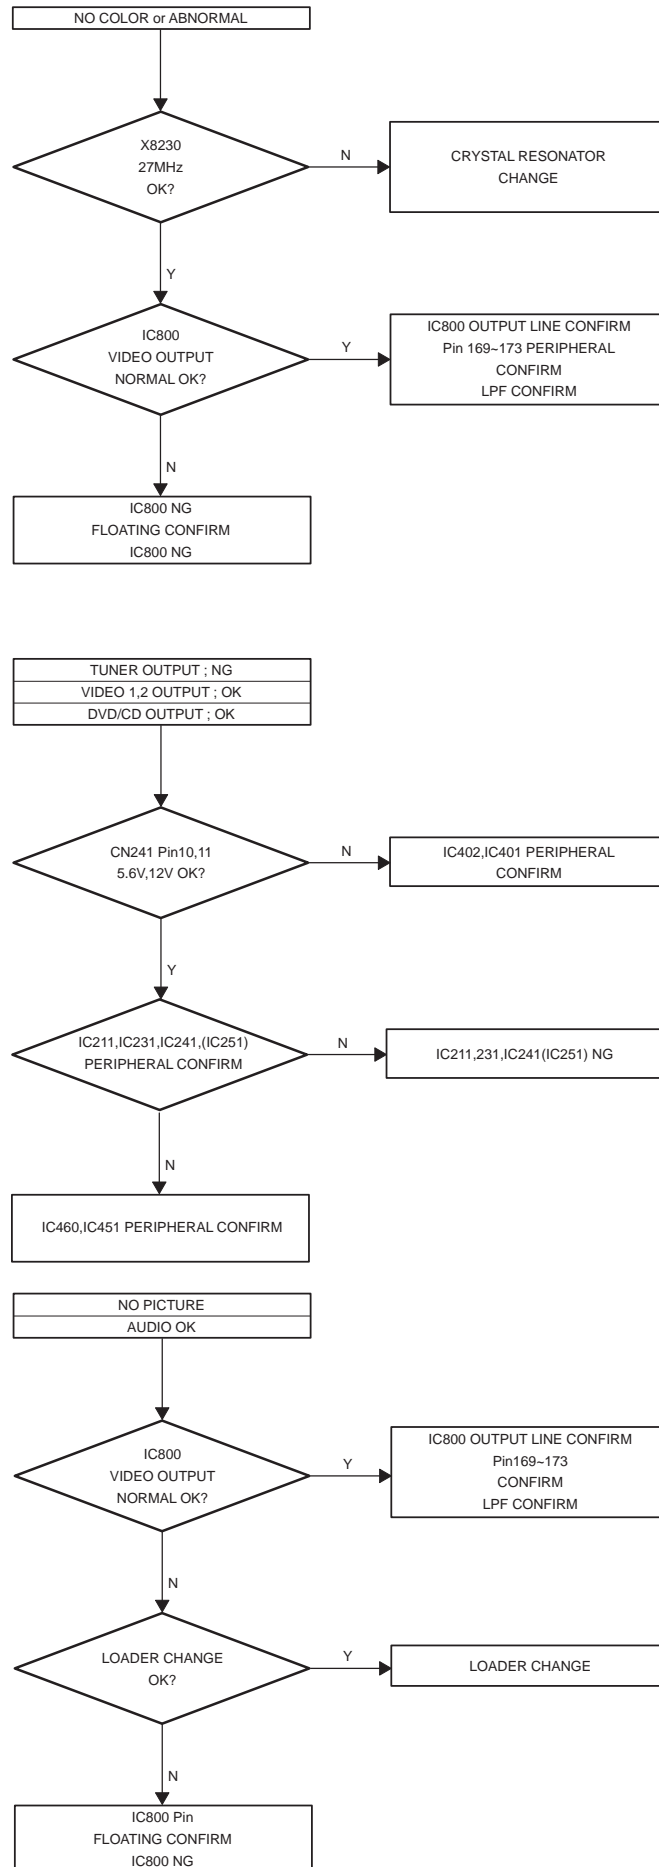 NO COLOR or ABNORMAL
X8230
27MHz
OK?
N
CRYSTAL RESONATOR
CHANGE
Y
IC800
VIDEO OUTPUT
NORMAL OK?
Y
IC800 OUTPUT LINE CONFIRM
Pin 169~173 PERIPHERAL
CONFIRM
LPF CONFIRM
N
IC800 NG
FLOATING CONFIRM
IC800 NG
TUNER OUTPUT ; NG
VIDEO 1,2 OUTPUT ; OK
DVD/CD OUTPUT ; OK
CN241 Pin10,11
5.6V,12V OK?
N
IC402,IC401 PERIPHERAL
CONFIRM
Y
IC211,IC231,IC241,(IC251)
PERIPHERAL CONFIRM
N
IC211,231,IC241(IC251) NG
N
IC460,IC451 PERIPHERAL CONFIRM
NO PICTURE
AUDIO OK
IC800
VIDEO OUTPUT
NORMAL OK?
Y
IC800 OUTPUT LINE CONFIRM
Pin169~173
CONFIRM
LPF CONFIRM
N
LOADER CHANGE
OK?
Y
LOADER CHANGE
N
IC800 Pin
FLOATING CONFIRM
IC800 NG